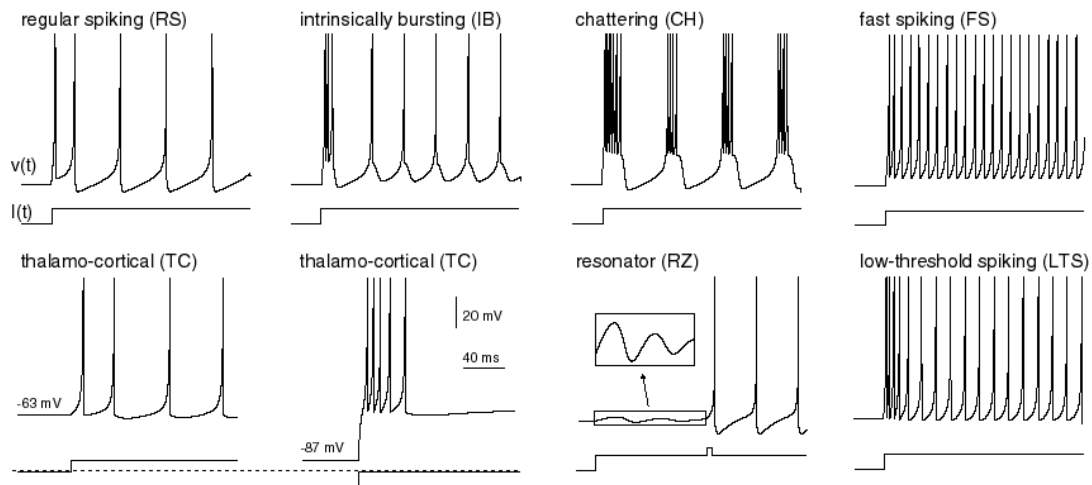 regular spiking (RS)
intrinsically bursting (IB)
chattering (CH)
fast spiking (FS)
v(t)
I(t)
thalamo-cortical (TC)
thalamo-cortical (TC)
resonator (RZ)
low-threshold spiking (LTS)
20 mV
40 ms
-63 mV
-87 mV